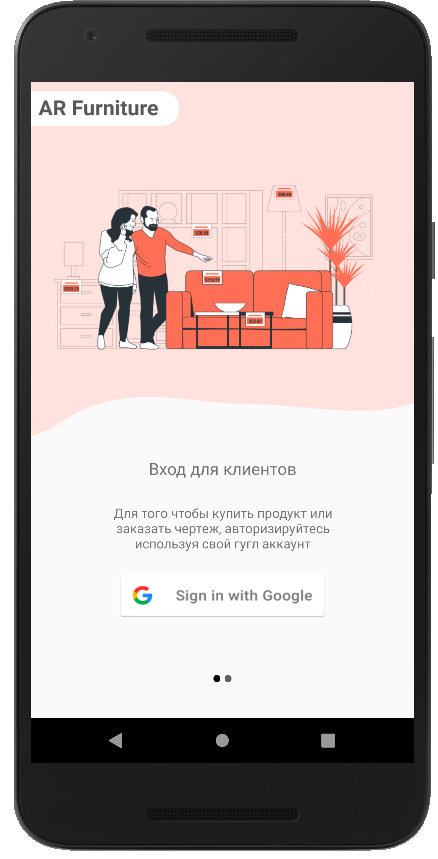 AR Furniture
Вход для клиентов
Для того чтобы купить продукт или
заказать чертеж, авторизируйтесь
используя свой гугл аккаунт
Sign in with Google